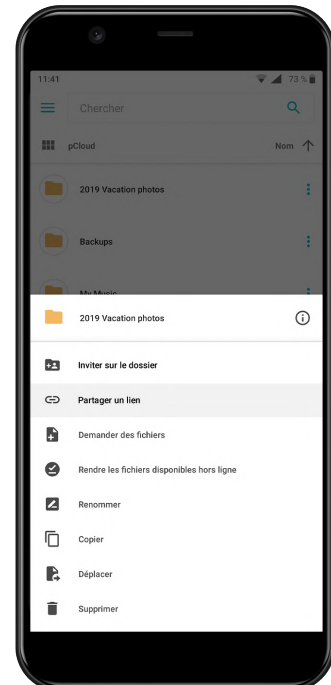 11:41
73 %
Chercher
pCloud
Nom
2019 Vacation photos
Backups
My Music
2019 Vacation photos
Inviter sur le dossier
Partager un lien
Demander des fichiers
Rendre les fichiers disponibles hors ligne
Renommer
Copier
Déplacer
Supprimer